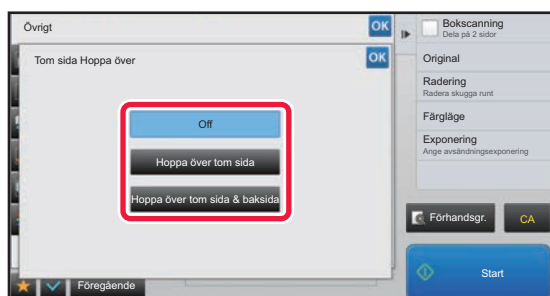 Övrigt
OK
Tom sida Hoppa över
OK
Off
Hoppa över tom sida
Hoppa över tom sida & baksida
Föregående
Bokscanning
Dela på 2 sidor
Original
Radering
Radera skugga runt
Färgläge
Exponering
Ange avsändningsexponering
Förhandsgr.
CA
Start